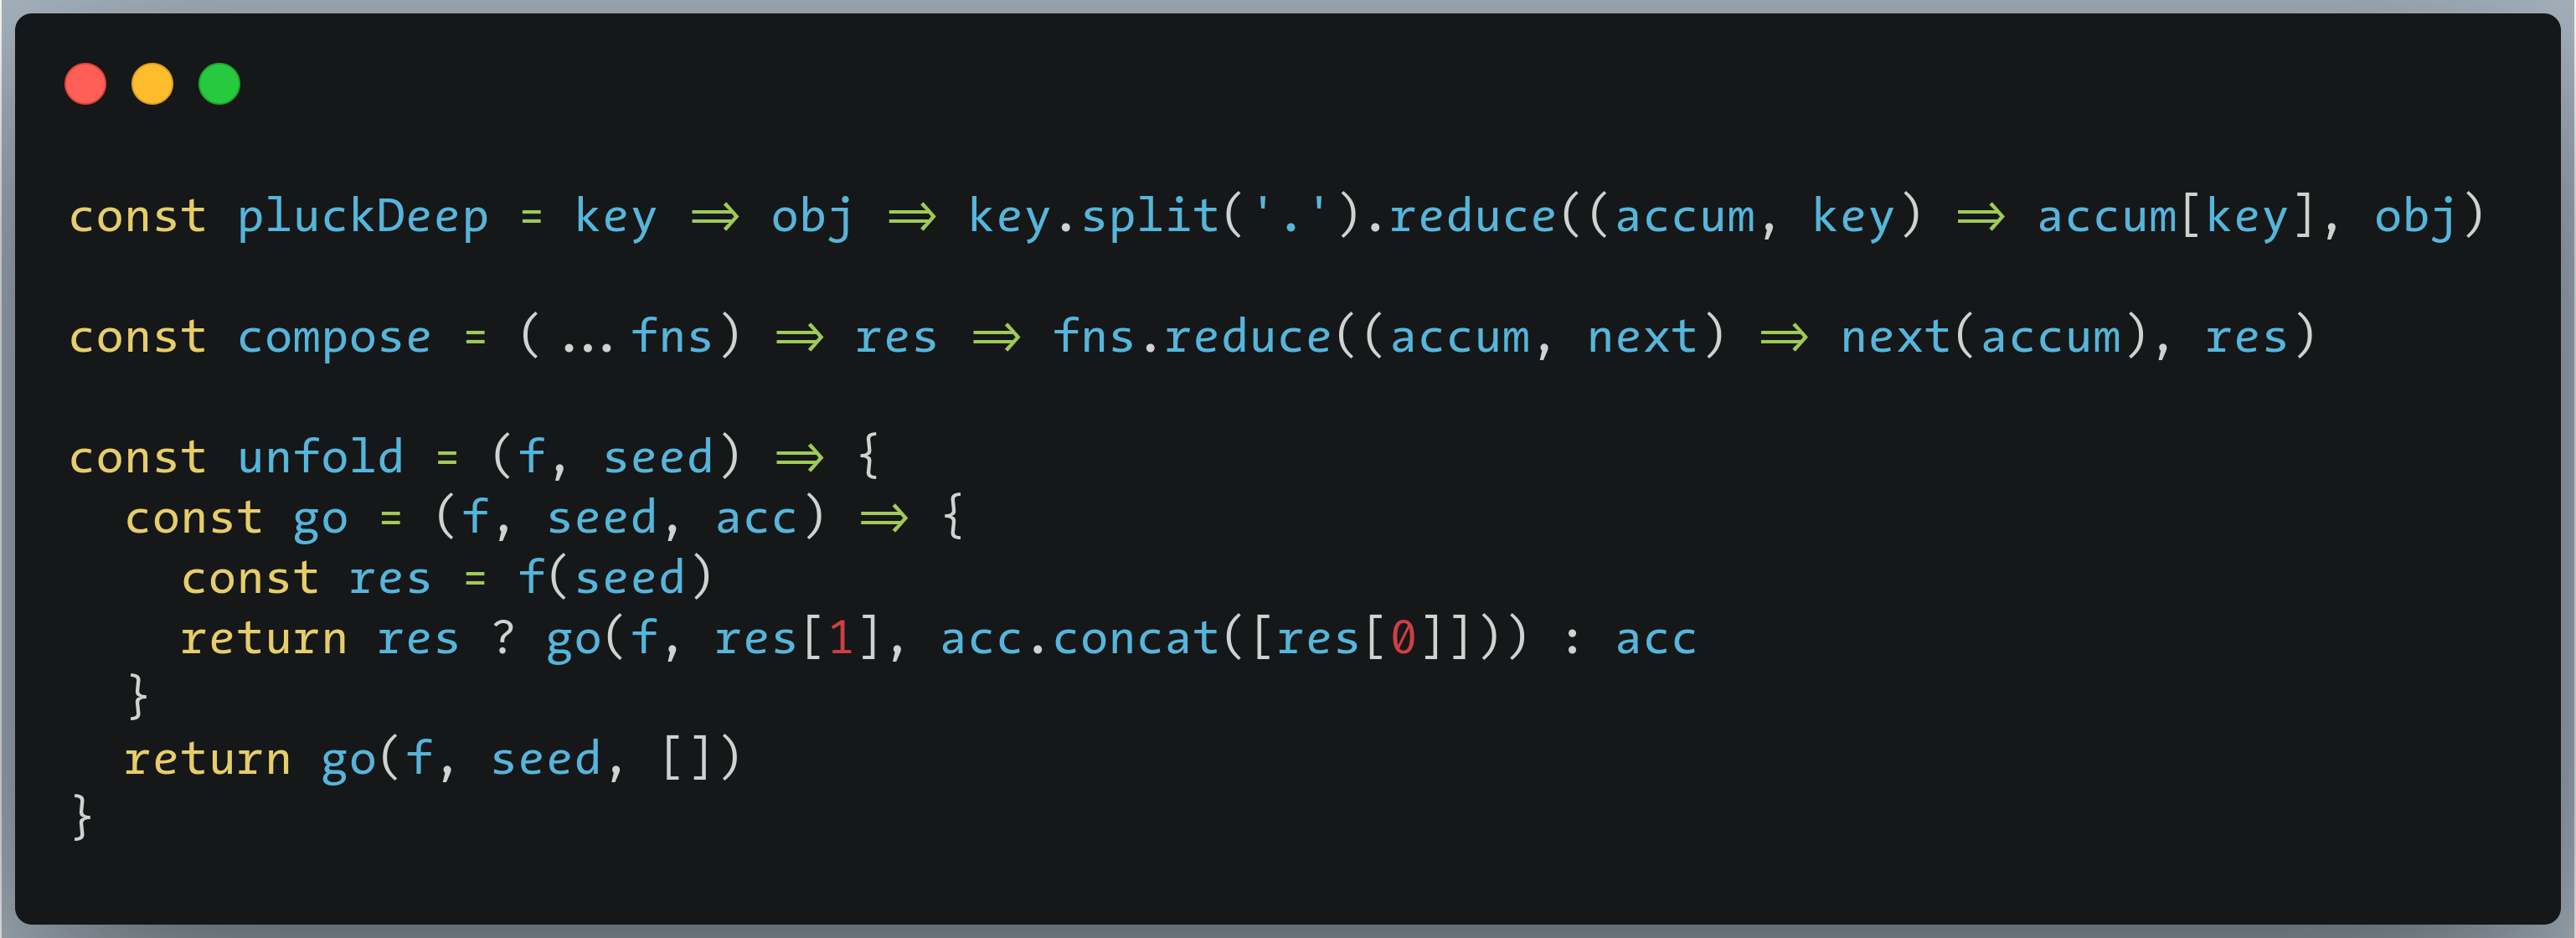 const pluckDeep = key => obj => key.split('.').reduce((accum, key) => accum[key], obj)
const compose = (...fns) => res => fns.reduce((accum, next) => next(accum), res)
const unfold = (f, seed) => {
  const go = (f, seed, acc) => {
    const res = f(seed)
    return res ? go(f, res[1], acc.concat([res[0]])) : acc
  }
  return go(f, seed, [])
}